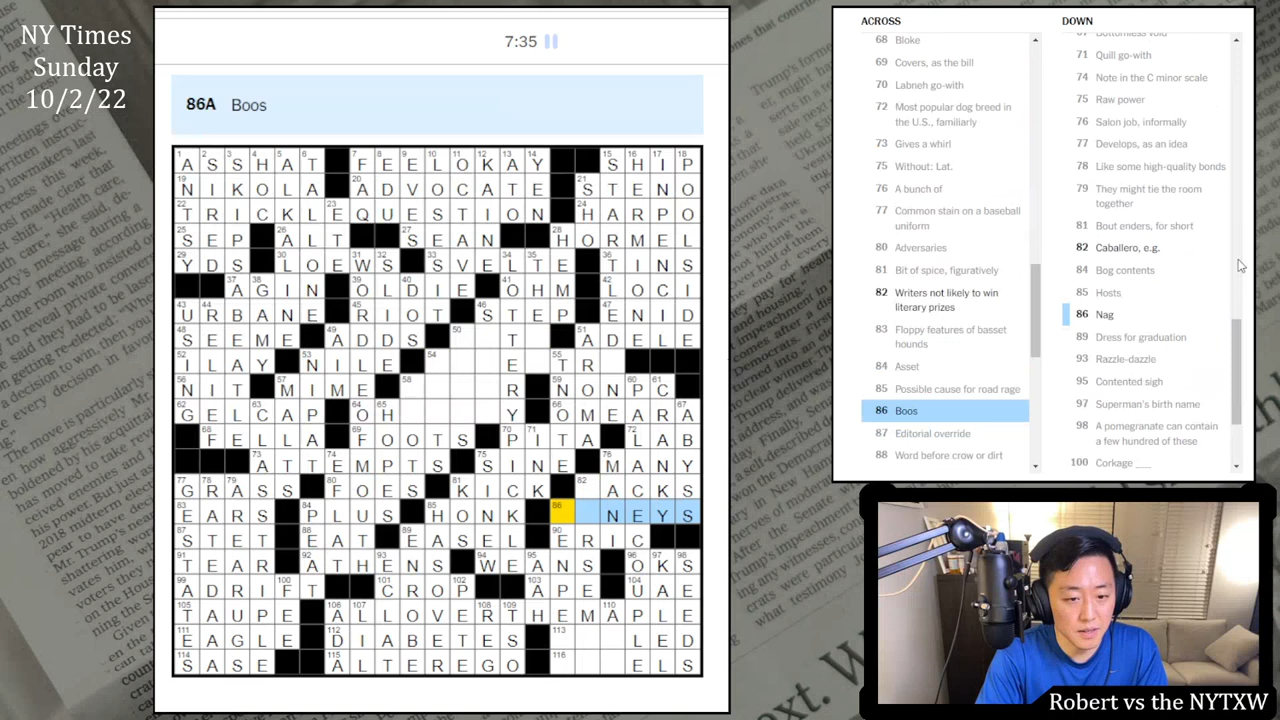 NY Times
Sunday
10/2/22
7:35
86A Boos
ASSHAT FEELOKAY SHIP
NIKOLA ADVOCATE STENO
TRICKLEQUESTION HARPO
SEP ALT SEAN HORMEL
YDS LOEWS SVELTE TINS
AGIN OLDIE OHM LOCI
URBANE RIOT STEP ENID
SEEME ADDS T ADELE
ILAY NILE E TR
NIT MIME R NONPC
GELCAP OH Y OMEARA
FELLA FOOTS PITA LAB
ATTEMPTS SINE MANY
GRASS FOES KICK ACKS
EARS PLUS HONK NEYS
STET EAT EASEL ERIC
TEAR ATHENS WEANS OKS
ADRIFT CROP APE UAE
TAUPE ALLOVERTHEMAPLE
EAGLE DIABETES LED
SASE ALTEREGO ELS
ACROSS
68 Bloke
69 Covers, as the bill
70 Labneh go-with
72 Most popular dog breed in
the U.S., familiarly
73 Gives a whirl
75 Without: Lat.
76 A bunch of
77 Common stain on a baseball
uniform
80 Adversaries
81 Bit of spice, figuratively
82 Writers not likely to win
literary prizes
83 Floppy features of basset
hounds
84 Asset
85 Possible cause for road rage
86 Boos
87 Editorial override
88 Word before crow or dirt
DOWN
67 Bottomless void
71 Quill go-with
74 Note in the C minor scale
75 Raw power
76 Salon job, informally
77 Develops, as an idea
78 Like some high-quality bonds
79 They might tie the room
together
81 Bout enders, for short
82 Caballero, e.g.
84 Bog contents
85 Hosts
86 Nag
89 Dress for graduation
93 Razzle-dazzle
95 Contented sigh
97 Superman's birth name
98 A pomegranate can contain
a few hundred of these
100 Corkage ___
Robert vs the NYTXW